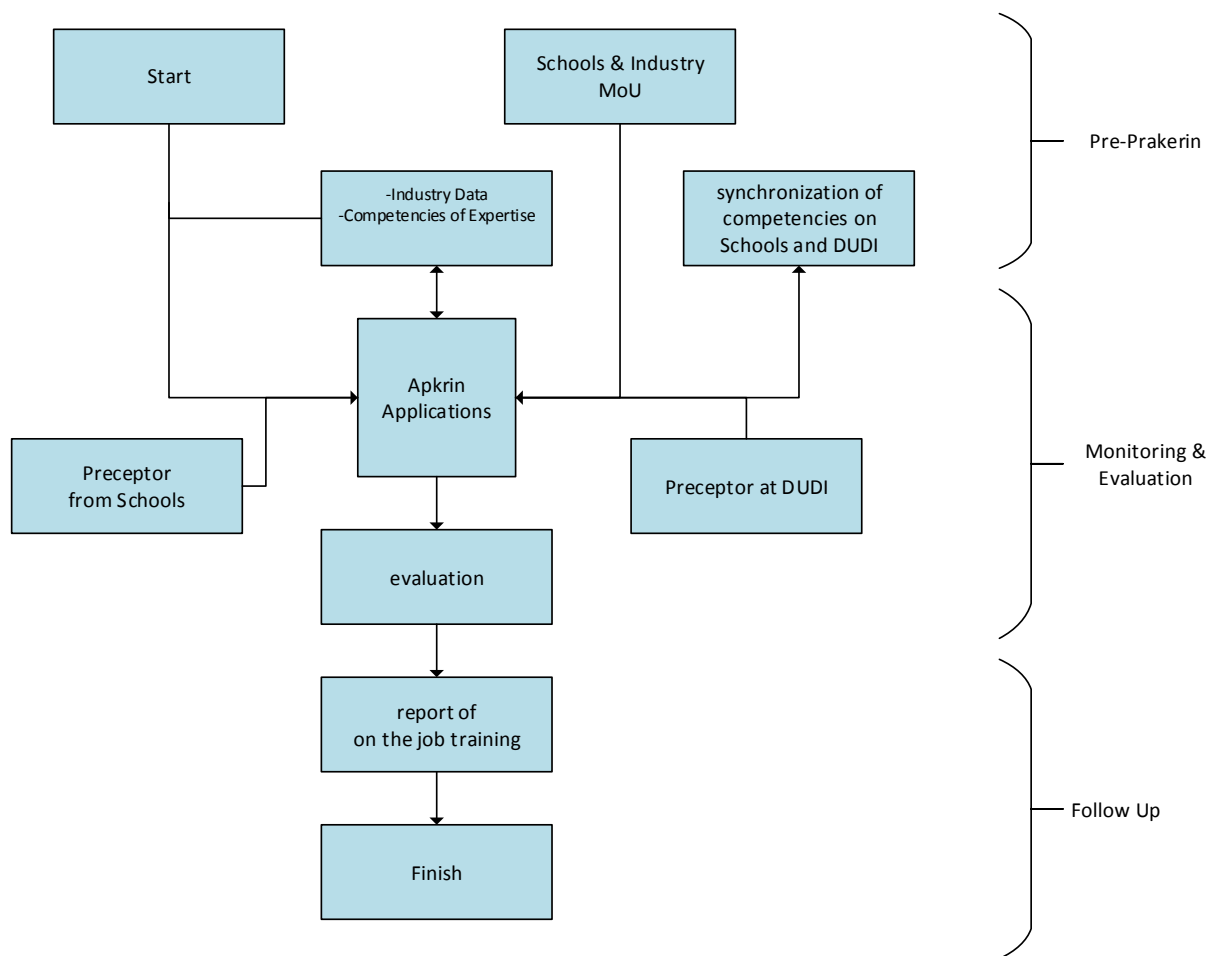 Start
Schools & Industry
MoU
Pre-Prakerin
-Industry Data
-Competencies of Expertise
synchronization of
competencies on
Schools and DUDI
Apkrin
Applications
Preceptor
from Schools
Preceptor at DUDI
Monitoring &
Evaluation
evaluation
report of
on the job training
Follow Up
Finish